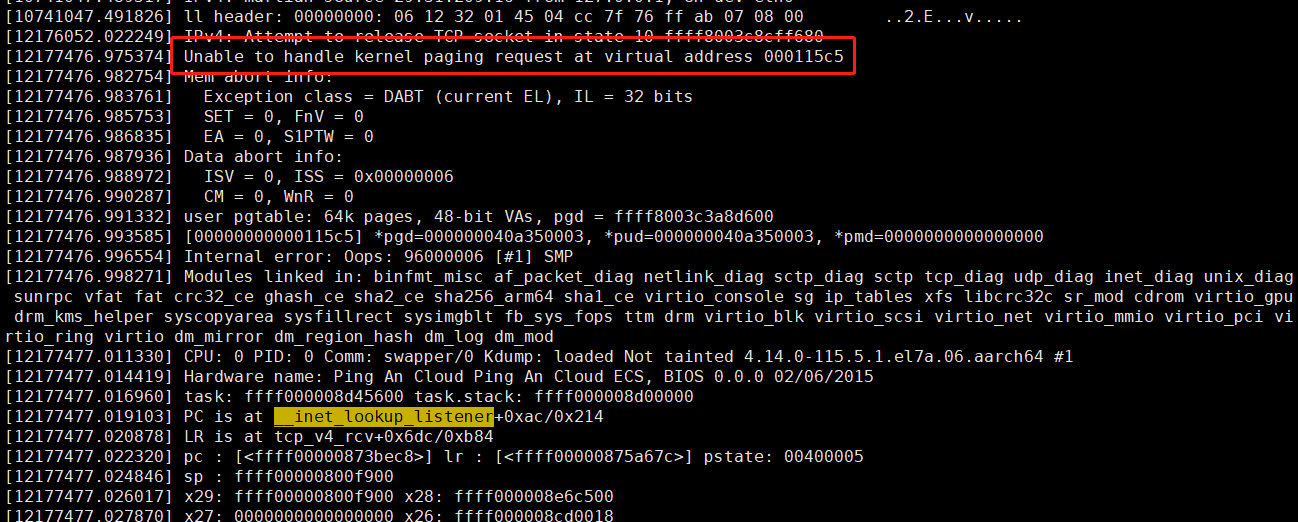 [10741047.491826] ll header: 00000000: 06 12 32 01 45 04 cc 7f 76 ff ab 07 08 00 ..2.E...v.....
[12176052.022249] IPv4: Attempt to release TCP socket in state 10 ffff8003c8cff680
[12177476.975374] Unable to handle kernel paging request at virtual address 000115c5
[12177476.982754] Mem abort info:
[12177476.983761] Exception class = DABT (current EL), IL = 32 bits
[12177476.985753] SET = 0, FnV = 0
[12177476.986835] EA = 0, S1PTW = 0
[12177476.987936] Data abort info:
[12177476.988972] ISV = 0, ISS = 0x00000006
[12177476.990287] CM = 0, WnR = 0
[12177476.991332] user pgtable: 64k pages, 48-bit VAs, pgd = ffff8003c3a8d600
[12177476.993585] [00000000000115c5] *pgd=000000040a350003, *pud=000000040a350003, *pmd=0000000000000000
[12177476.996554] Internal error: Oops: 96000006 [#1] SMP
[12177476.998271] Modules linked in: binfmt_misc af_packet_diag netlink_diag sctp_diag sctp tcp_diag udp_diag inet_diag unix_diag
sunrpc vfat fat crc32_ce ghash_ce sha2_ce sha256_arm64 sha1_ce virtio_console sg ip_tables xfs libcrc32c sr_mod cdrom virtio_gpu
drm_kms_helper syscopyarea sysfillrect sysimgblt fb_sys_fops ttm drm virtio_blk virtio_scsi virtio_net virtio_mmio virtio_pci vi
rtio_ring virtio dm_mirror dm_region_hash dm_log dm_mod
[12177477.011330] CPU: 0 PID: 0 Comm: swapper/0 Kdump: loaded Not tainted 4.14.0-115.5.1.el7a.06.aarch64 #1
[12177477.014419] Hardware name: Ping An Cloud Ping An Cloud ECS, BIOS 0.0.0 02/06/2015
[12177477.016960] task: ffff000008d45600 task.stack: ffff000008d00000
[12177477.019103] PC is at __inet_lookup_listener+0xac/0x214
[12177477.020878] LR is at tcp_v4_rcv+0x6dc/0xb84
[12177477.022320] pc : [<ffff00000873bec8>] lr : [<ffff00000875a67c>] pstate: 00400005
[12177477.024846] sp : ffff00000800f900
[12177477.026017] x29: ffff00000800f900 x28: ffff000008e6c500
[12177477.027870] x27: 0000000000000000 x26: ffff000008cd0018